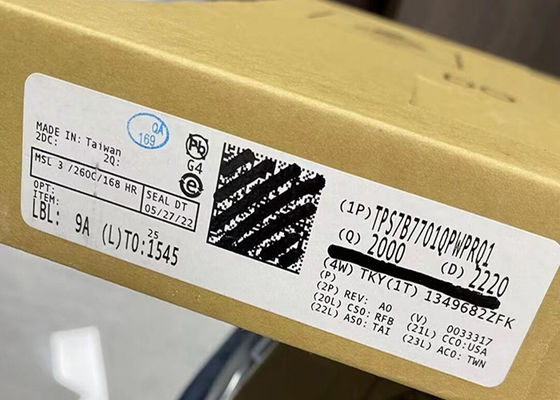 MADE IN: Taiwan
2DC: 2Q:
QA
169
Pb
G4
e
MSL 3 /260C/168 HR
SEAL DT
05/27/22
OPT:
ITEM:
LBL: 9A (L)TO:1545
25
(1P) TPS7B7701QPWPRQ1
(Q) 2000 (D) 2220
(4W) TKY(1T) 1349682ZFK
(P)
(2P) REV: A0 (V) 0033317
(20L) CSO: RFB (21L) CCO:USA
(22L) ASO: TAI (23L) ACO: TWN